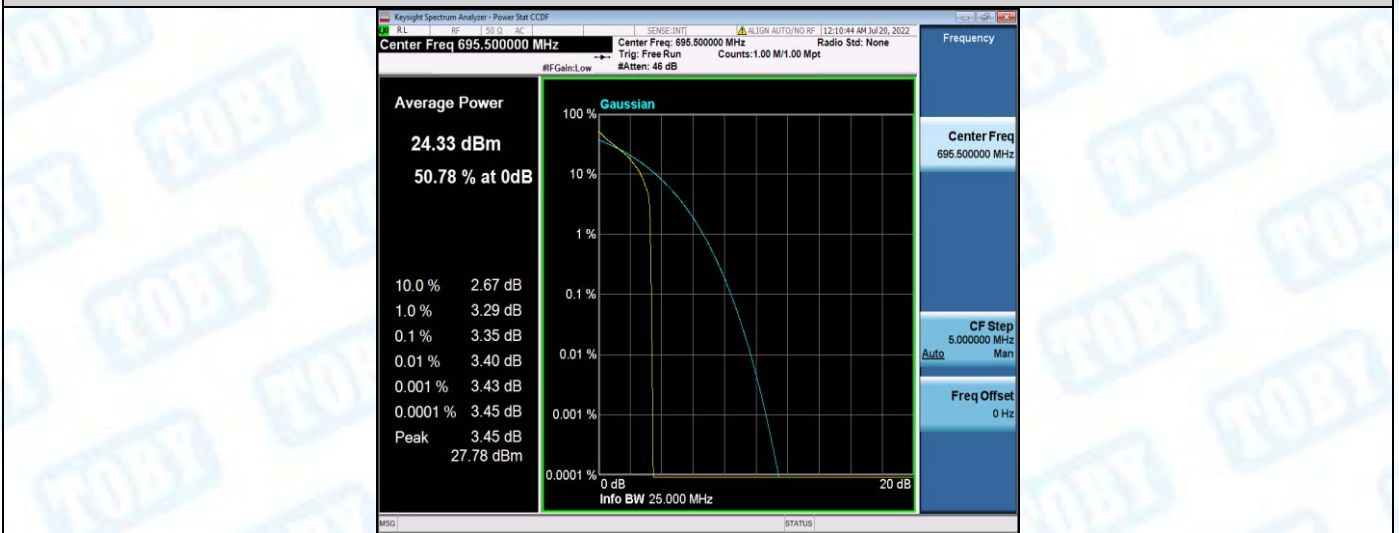 Keysight Spectrum Analyzer - Power Stat CCDF
RL RF 50 Ω AC SENSE:INT ALIGN AUTO/NO RF 12:10:44 AM Jul 20, 2022
Center Freq 695.500000 MHz
Center Freq: 695.500000 MHz Radio Std: None
Trig: Free Run Counts:1.00 M/1.00 Mpt
#IFGain:Low #Atten: 46 dB
Frequency
Average Power
24.33 dBm
50.78 % at 0dB
10.0 % 2.67 dB
1.0 % 3.29 dB
0.1 % 3.35 dB
0.01 % 3.40 dB
0.001 % 3.43 dB
0.0001 % 3.45 dB
Peak 3.45 dB
27.78 dBm
Gaussian
100 %
10 %
1 %
0.1 %
0.01 %
0.001 %
0.0001 %
0 dB 20 dB
Info BW 25.000 MHz
Center Freq
695.500000 MHz
CF Step
5.000000 MHz
Auto Man
Freq Offset
0 Hz
MSG STATUS
TOBY